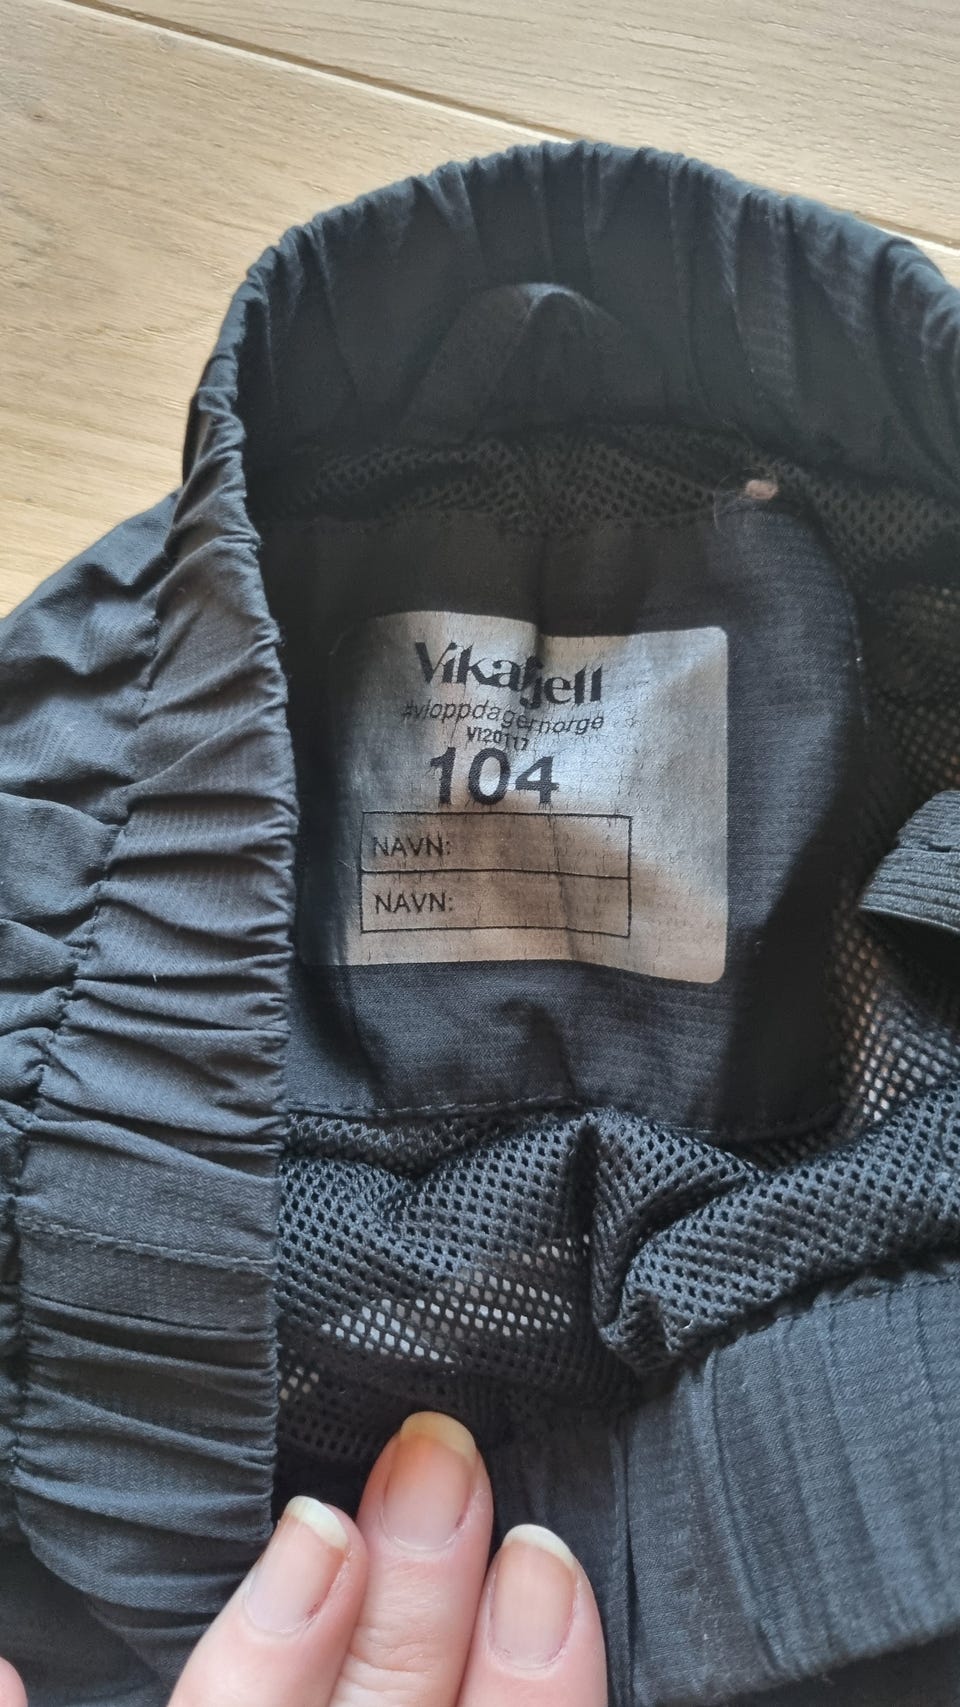 Vikafjell
#vioppdagernorge
VI20117
104
NAVN:
NAVN: